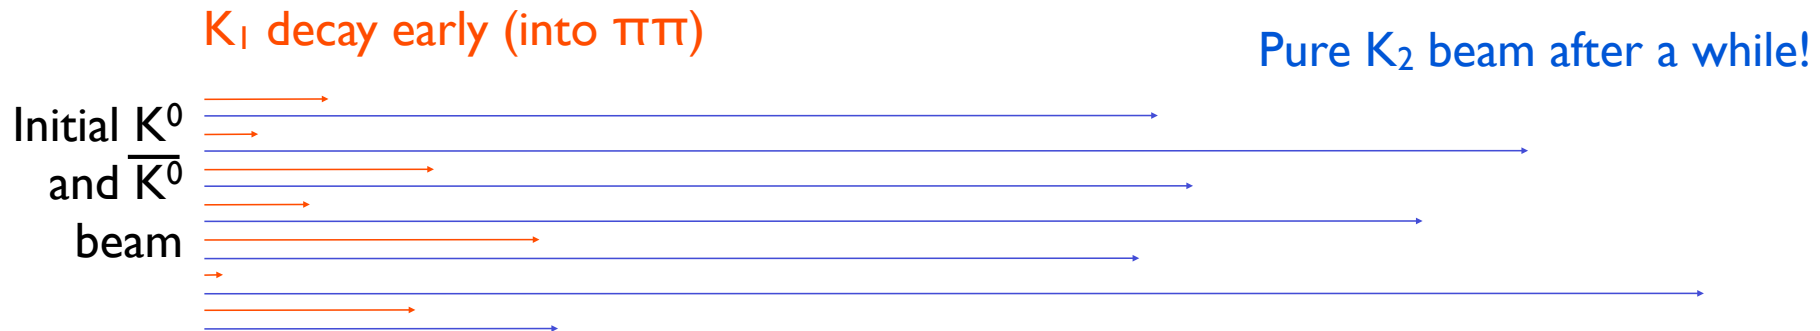 K₁ decay early (into ππ)
Pure K₂ beam after a while!
Initial K⁰
and K̅⁰
beam